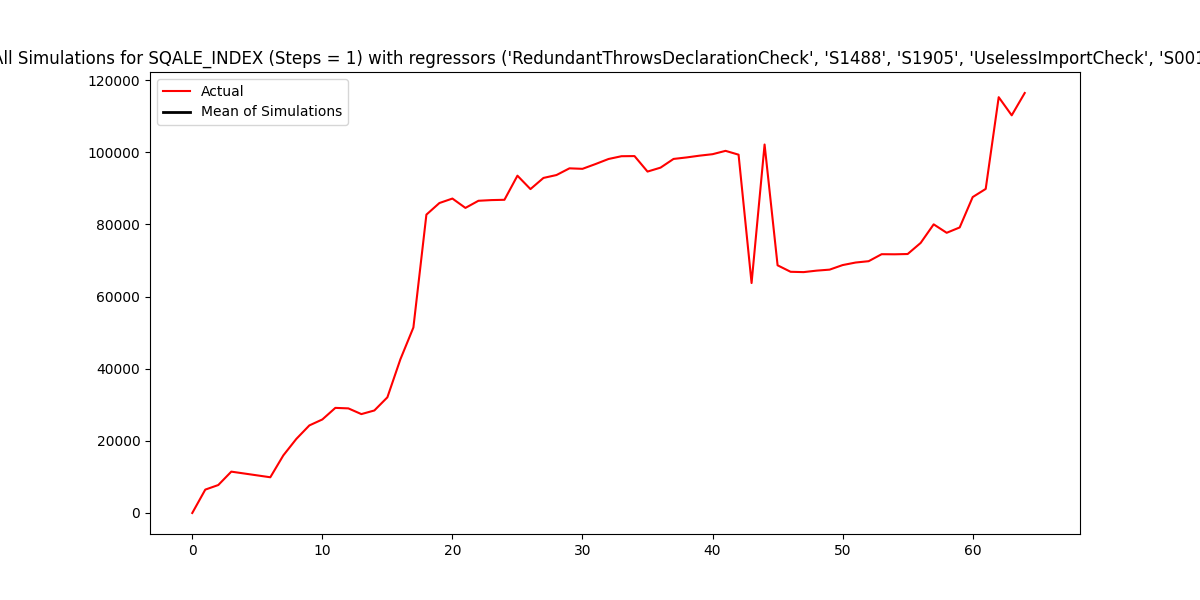 All Simulations for SQALE_INDEX (Steps = 1) with regressors ('RedundantThrowsDeclarationCheck', 'S1488', 'S1905', 'UselessImportCheck', 'S001
120000
100000
80000
60000
40000
20000
0
Actual
Mean of Simulations
0 10 20 30 40 50 60